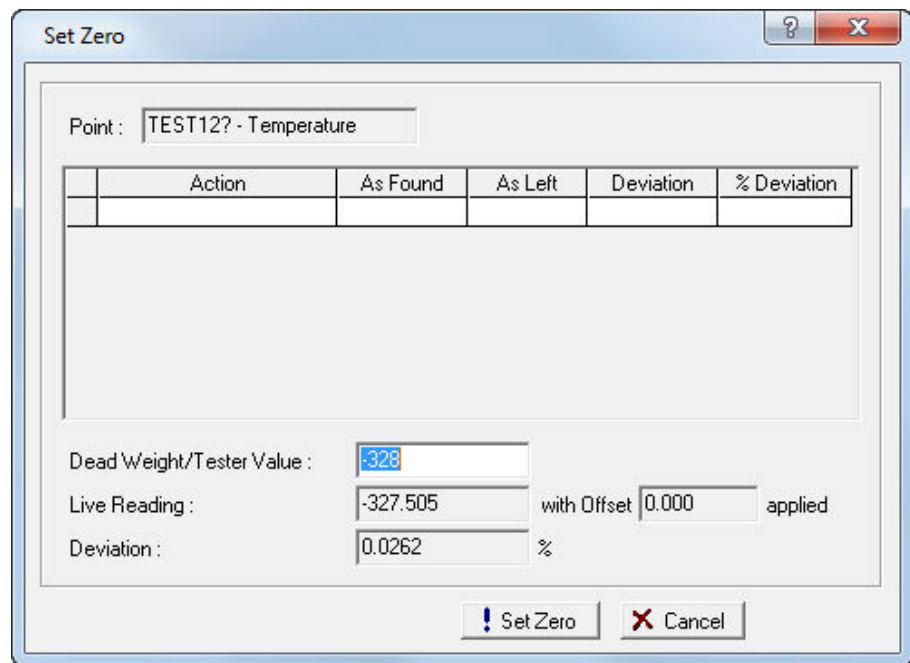 Set Zero
Point : TEST12? - Temperature
Action As Found As Left Deviation % Deviation
Dead Weight/Tester Value : -328
Live Reading : -327.505 with Offset 0.000 applied
Deviation : 0.0262 %
! Set Zero X Cancel